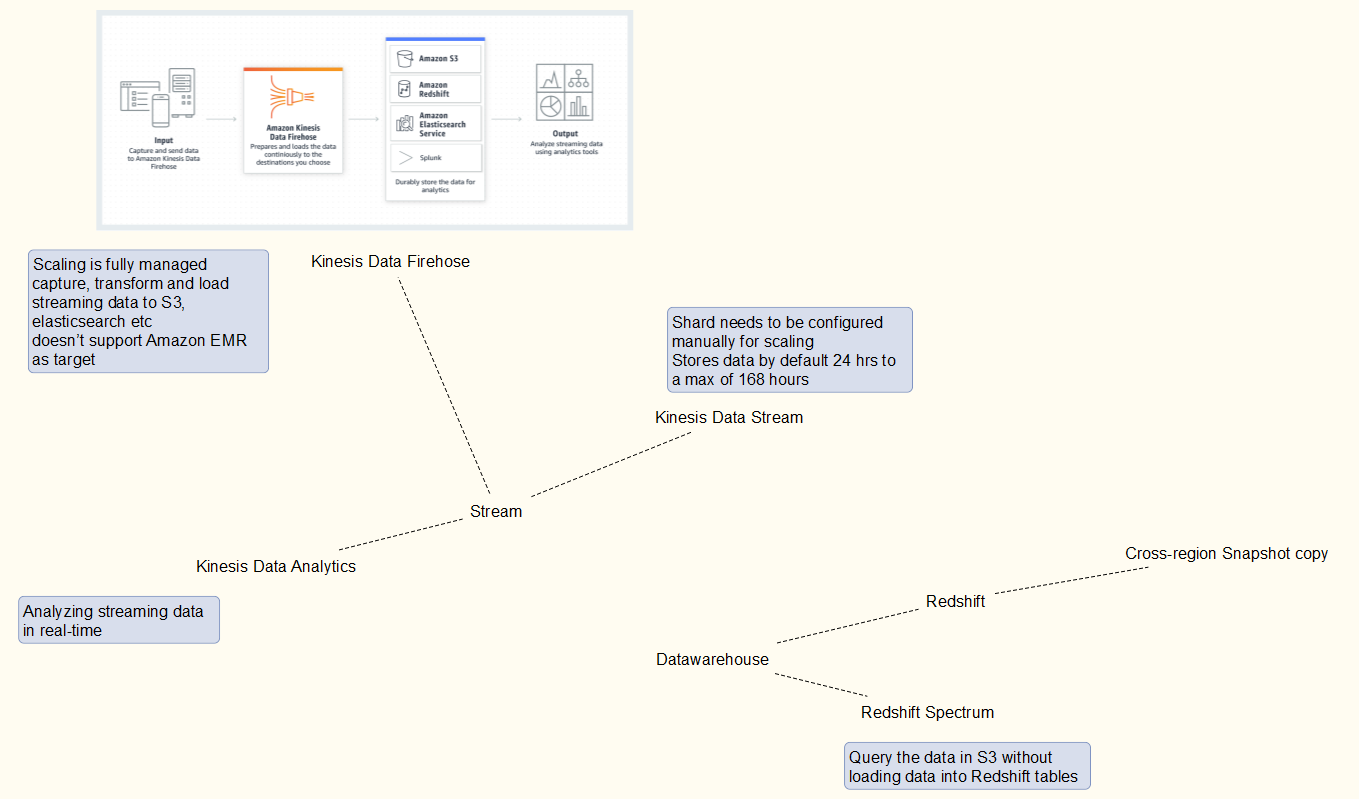 Input
Capture and send data
to Amazon Kinesis Data
Firehose
Amazon Kinesis
Data Firehose
Prepares and loads the data
continiously to the
destinations you choose
Amazon S3
Amazon
Redshift
Amazon
Elasticsearch
Service
Splunk
Durably store the data for
analytics
Output
Analyze streaming data
using analytics tools
Scaling is fully managed
capture, transform and load
streaming data to S3,
elasticsearch etc
doesn’t support Amazon EMR
as target
Kinesis Data Firehose
Shard needs to be configured
manually for scaling
Stores data by default 24 hrs to
a max of 168 hours
Kinesis Data Stream
Stream
Kinesis Data Analytics
Analyzing streaming data
in real-time
Cross-region Snapshot copy
Redshift
Datawarehouse
Redshift Spectrum
Query the data in S3 without
loading data into Redshift tables